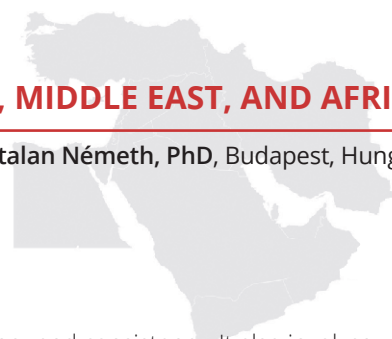 , MIDDLE EAST, AND AFRI
talan Németh, PhD, Budapest, Hung